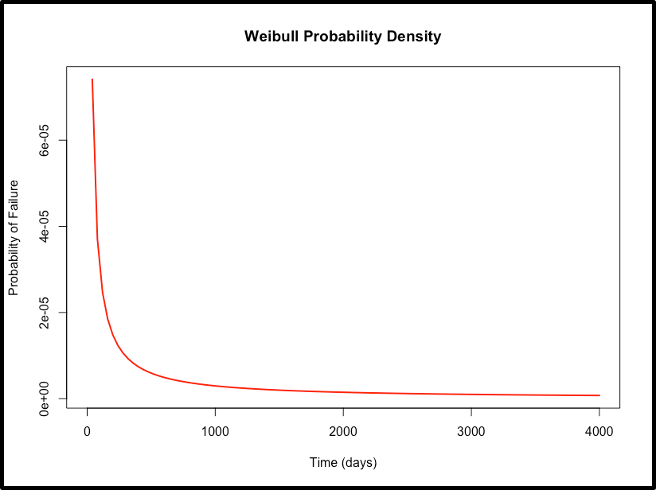 Weibull Probability Density
Probability of Failure
6e-05
4e-05
2e-05
0e+00
0 1000 2000 3000 4000
Time (days)